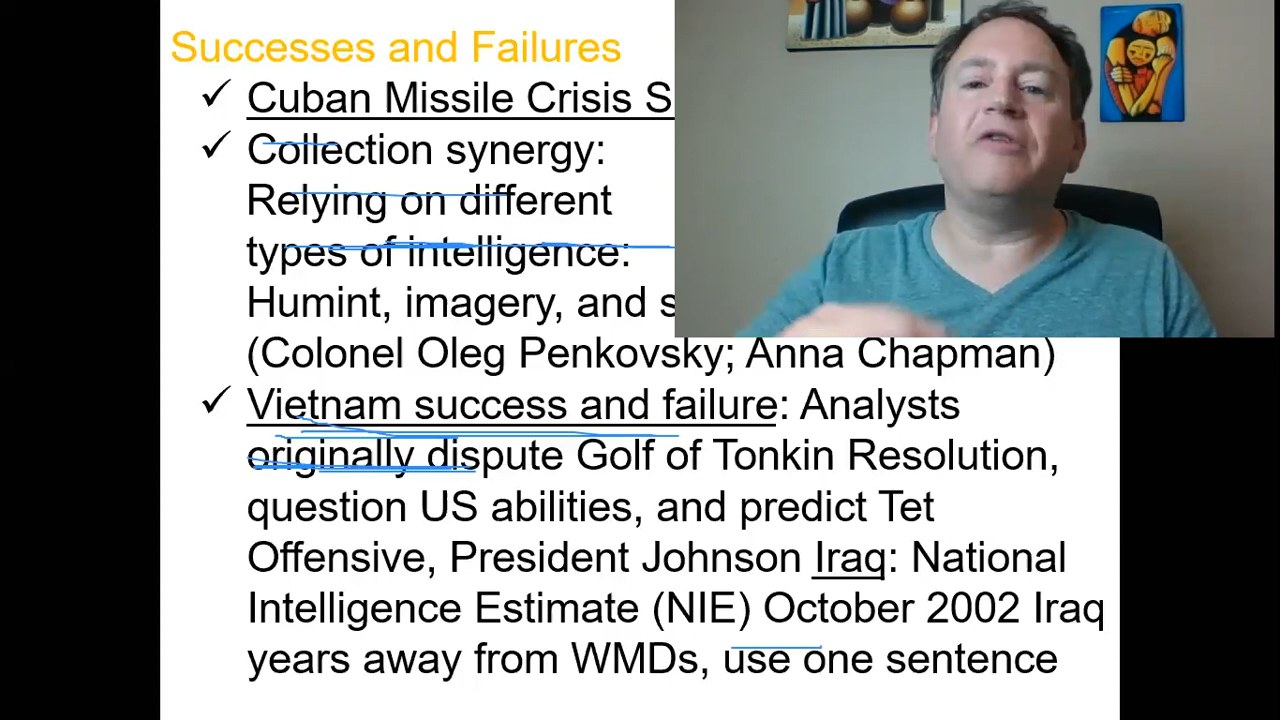 Successes and Failures
✓ Cuban Missile Crisis S
✓ Collection synergy:
Relying on different
types of intelligence:
Humint, imagery, and s
(Colonel Oleg Penkovsky; Anna Chapman)
✓ Vietnam success and failure: Analysts
originally dispute Golf of Tonkin Resolution,
question US abilities, and predict Tet
Offensive, President Johnson Iraq: National
Intelligence Estimate (NIE) October 2002 Iraq
years away from WMDs, use one sentence